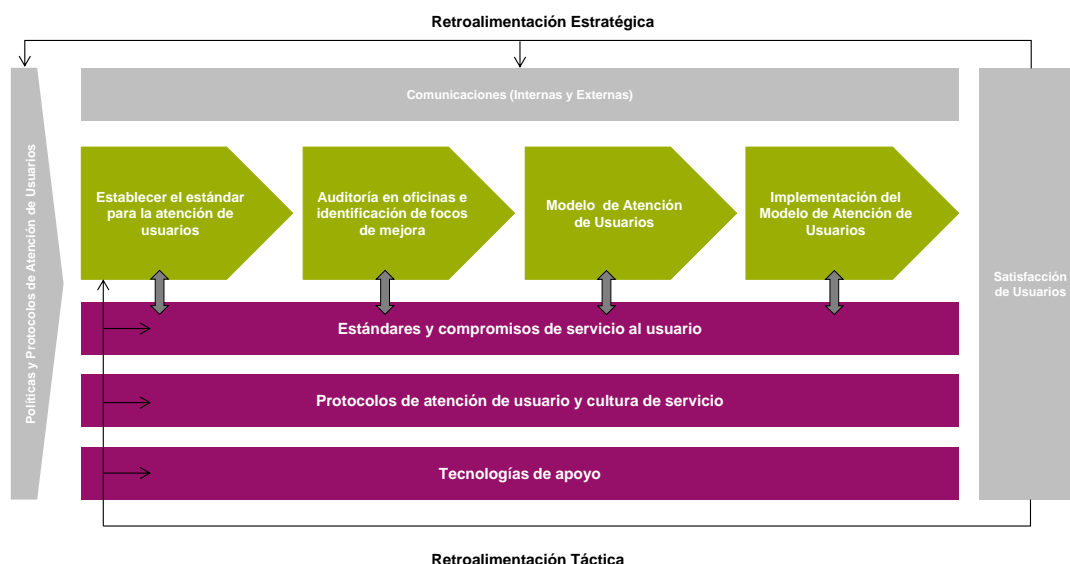 Retroalimentación Estratégica
Comunicaciones (Internas y Externas)
Políticas y Protocolos de Atención de Usuarios
Establecer el estándar
para la atención de
usuarios
Auditoría en oficinas e
identificación de focos
de mejora
Modelo de Atención
de Usuarios
Implementación del
Modelo de Atención de
Usuarios
Satisfacción
de Usuarios
Estándares y compromisos de servicio al usuario
Protocolos de atención de usuario y cultura de servicio
Tecnologías de apoyo
Retroalimentación Táctica